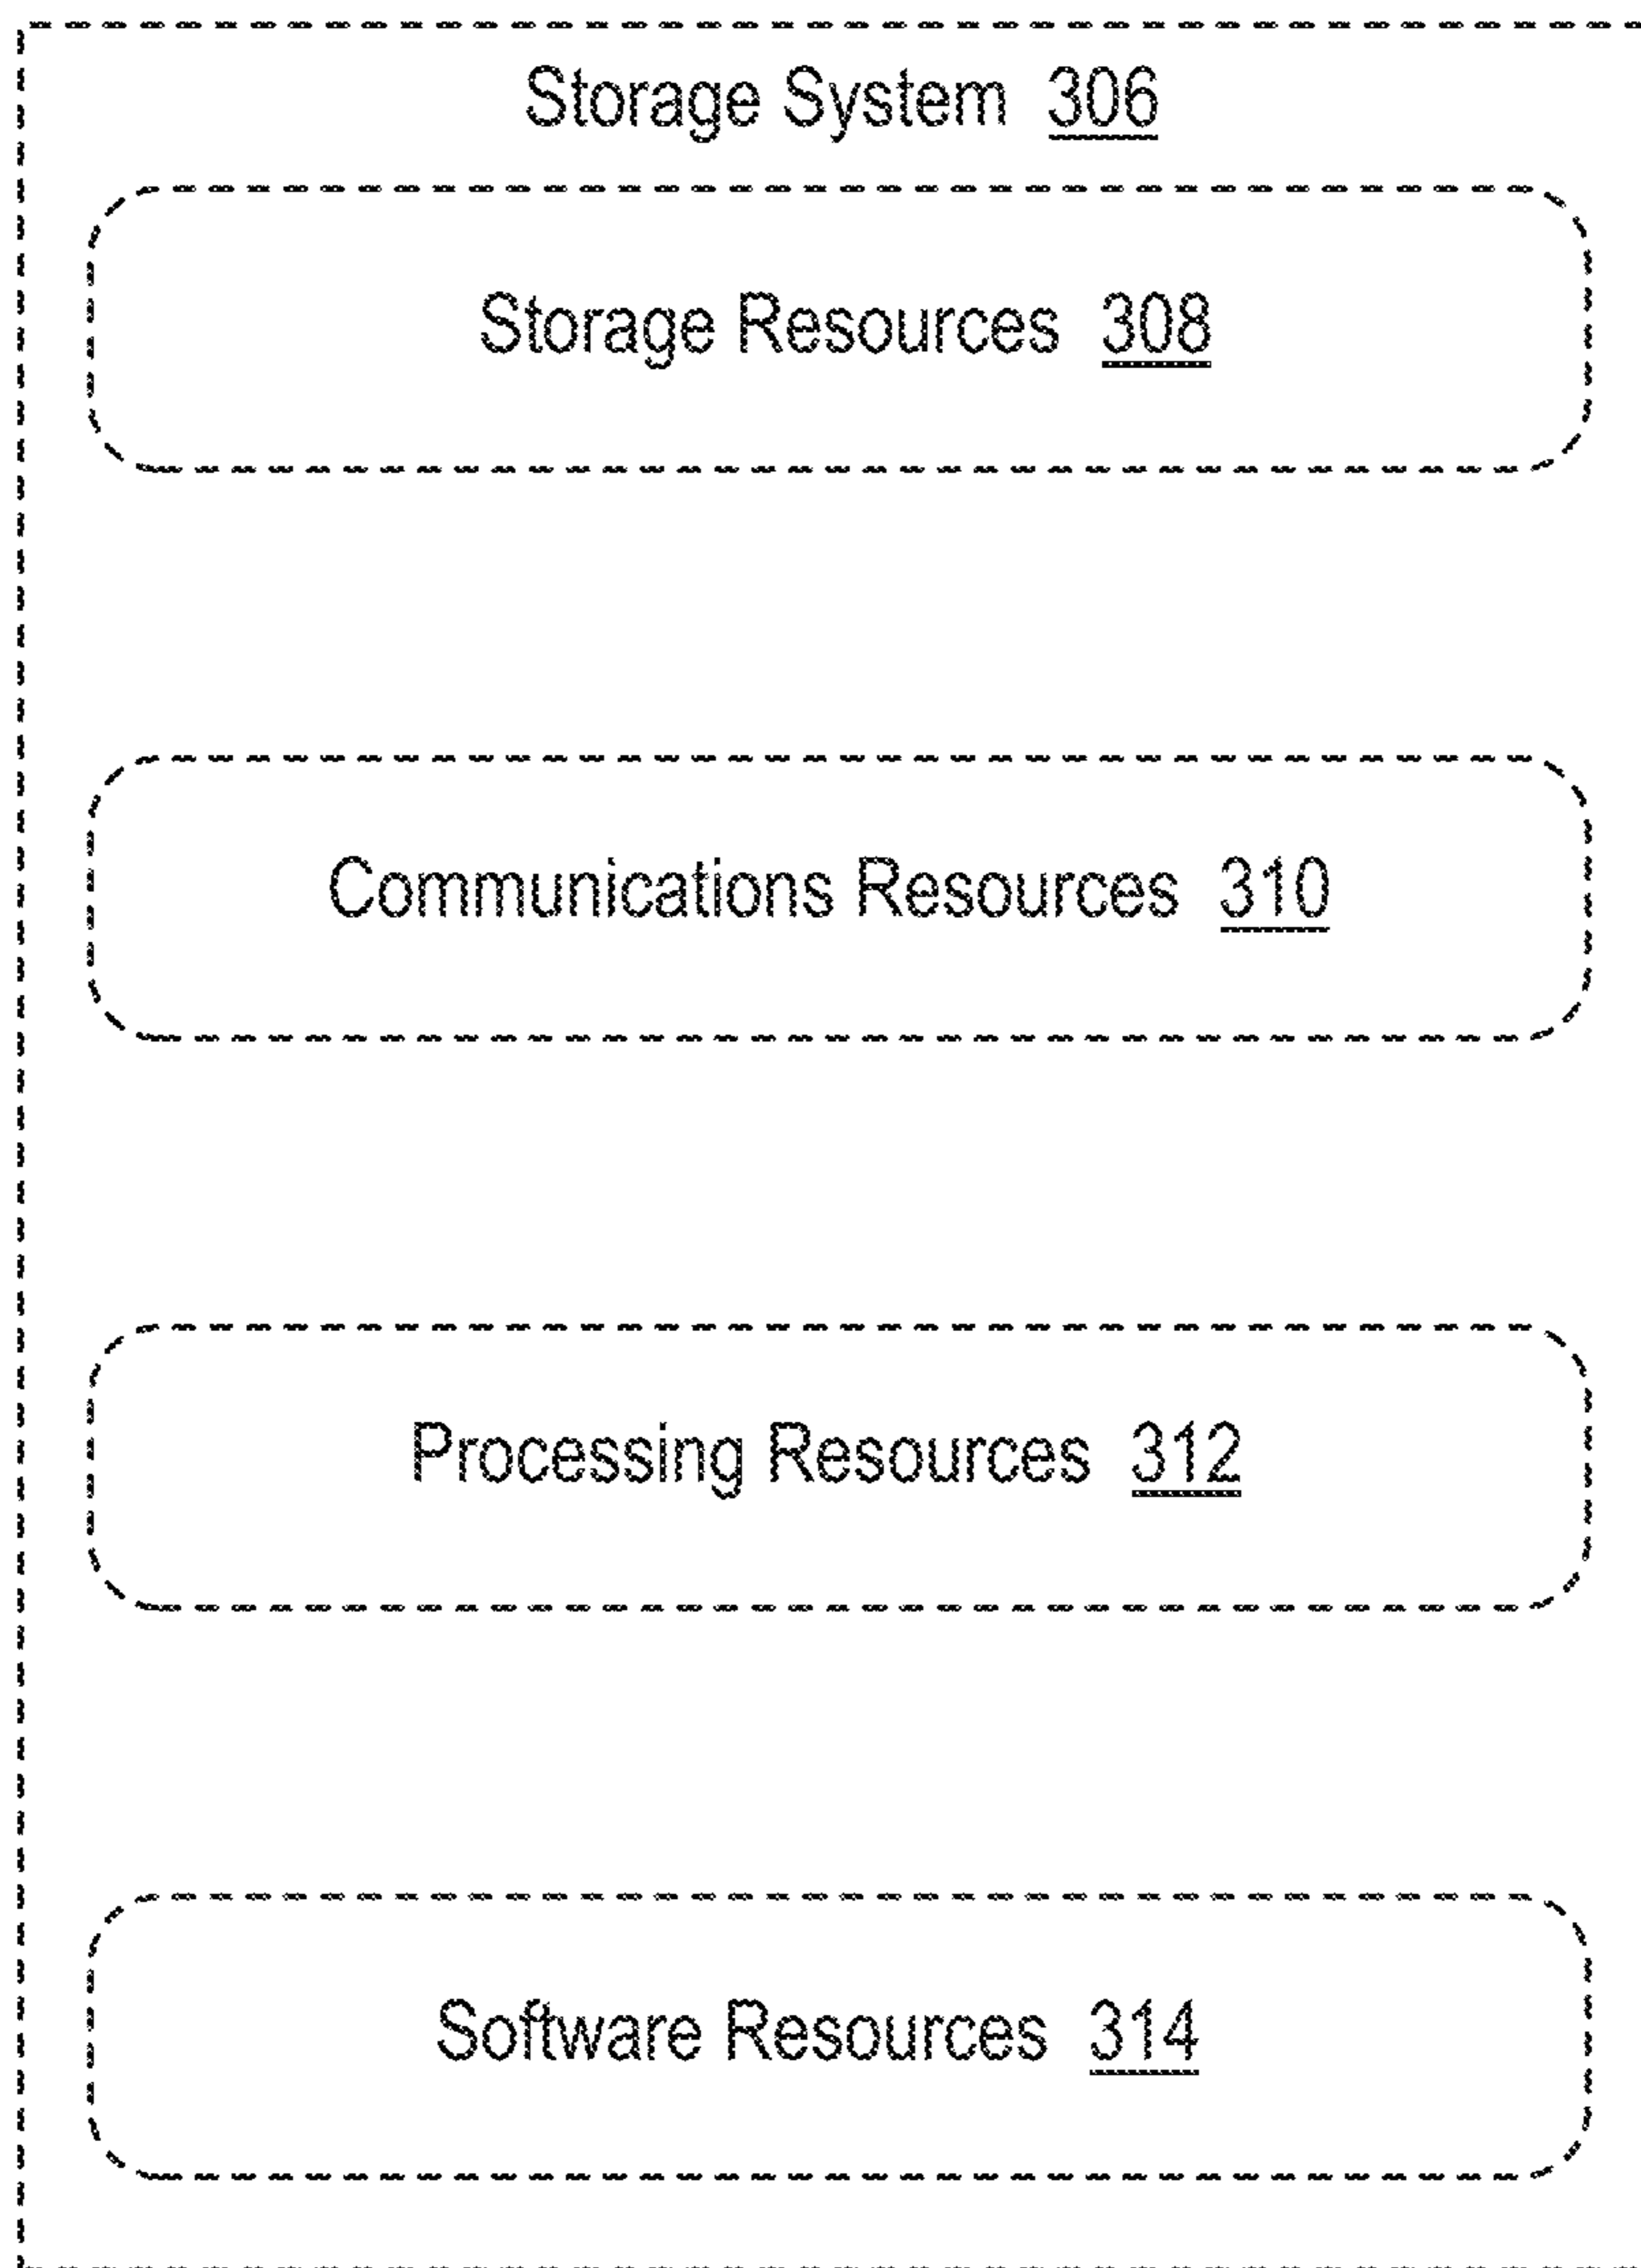 Storage System 306
Storage Resources 308
Communications Resources 310
Processing Resources 312
Software Resources 314